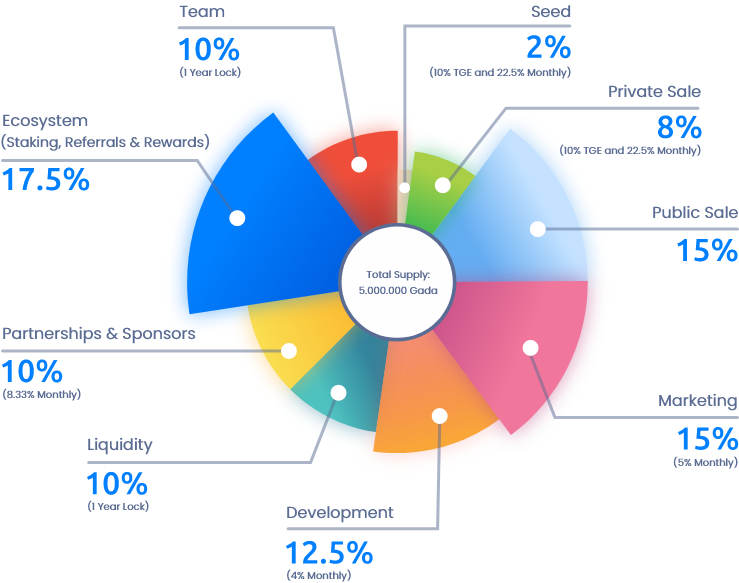 Team
10%
(1 Year Lock)
Seed
2%
(10% TGE and 22.5% Monthly)
Private Sale
8%
(10% TGE and 22.5% Monthly)
Ecosystem
(Staking, Referrals & Rewards)
17.5%
Public Sale
15%
Total Supply:
5.000.000 Gada
Partnerships & Sponsors
10%
(8.33% Monthly)
Marketing
15%
(5% Monthly)
Liquidity
10%
(1 Year Lock)
Development
12.5%
(4% Monthly)